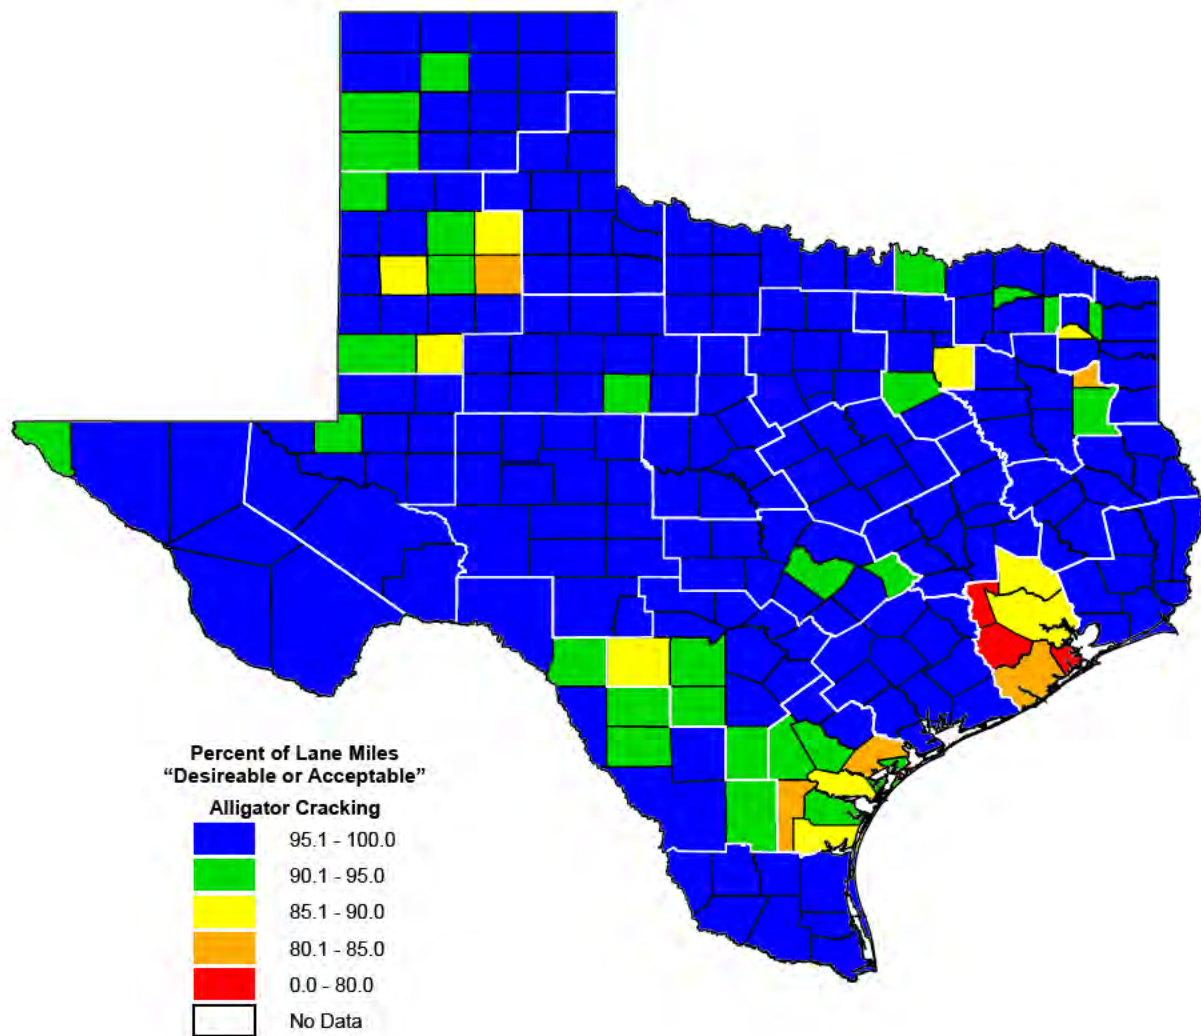 Percent of Lane Miles
“Desireable or Acceptable”
Alligator Cracking
95.1 - 100.0
90.1 - 95.0
85.1 - 90.0
80.1 - 85.0
0.0 - 80.0
No Data